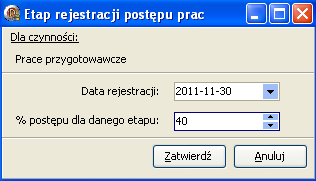 Etap rejestracji postępu prac
Dla czynności:
Prace przygotowawcze
Data rejestracji: 2011-11-30
% postępu dla danego etapu: 40
Zatwierdź Anuluj